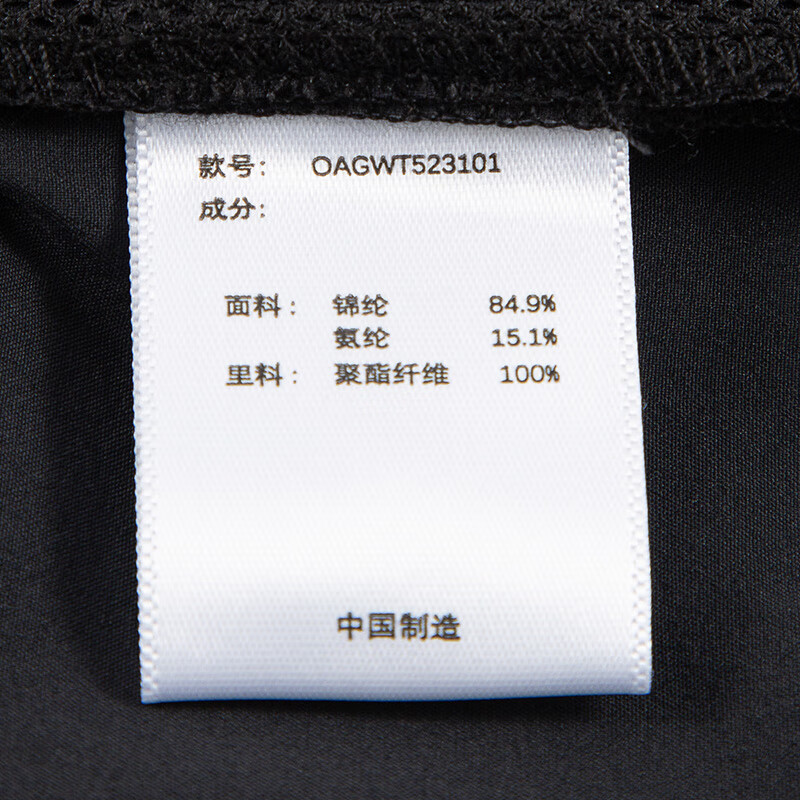 款号： OAGWT523101
成分：
面料： 锦纶 84.9%
氨纶 15.1%
里料： 聚酯纤维 100%
中国制造